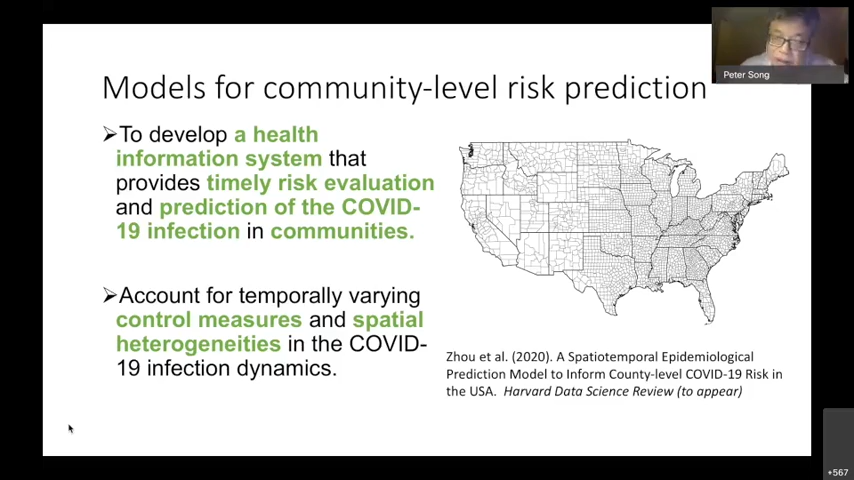 Peter Song
Models for community-level risk prediction
➢To develop a health
information system that
provides timely risk evaluation
and prediction of the COVID-
19 infection in communities.
➢Account for temporally varying
control measures and spatial
heterogeneities in the COVID-
19 infection dynamics.
Zhou et al. (2020). A Spatiotemporal Epidemiological
Prediction Model to Inform County-level COVID-19 Risk in
the USA. Harvard Data Science Review (to appear)
+567